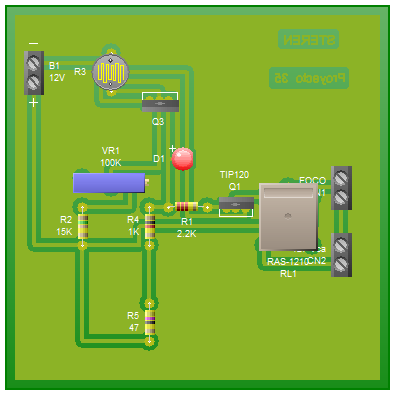 STEREN
B1
12V
R3
Proyecto 35
Q3
VR1
100K
D1
TIP120
Q1
FOCO
N1
R2
15K
R4
1K
R1
2.2K
CN2
RAS-1210
RL1
R5
47